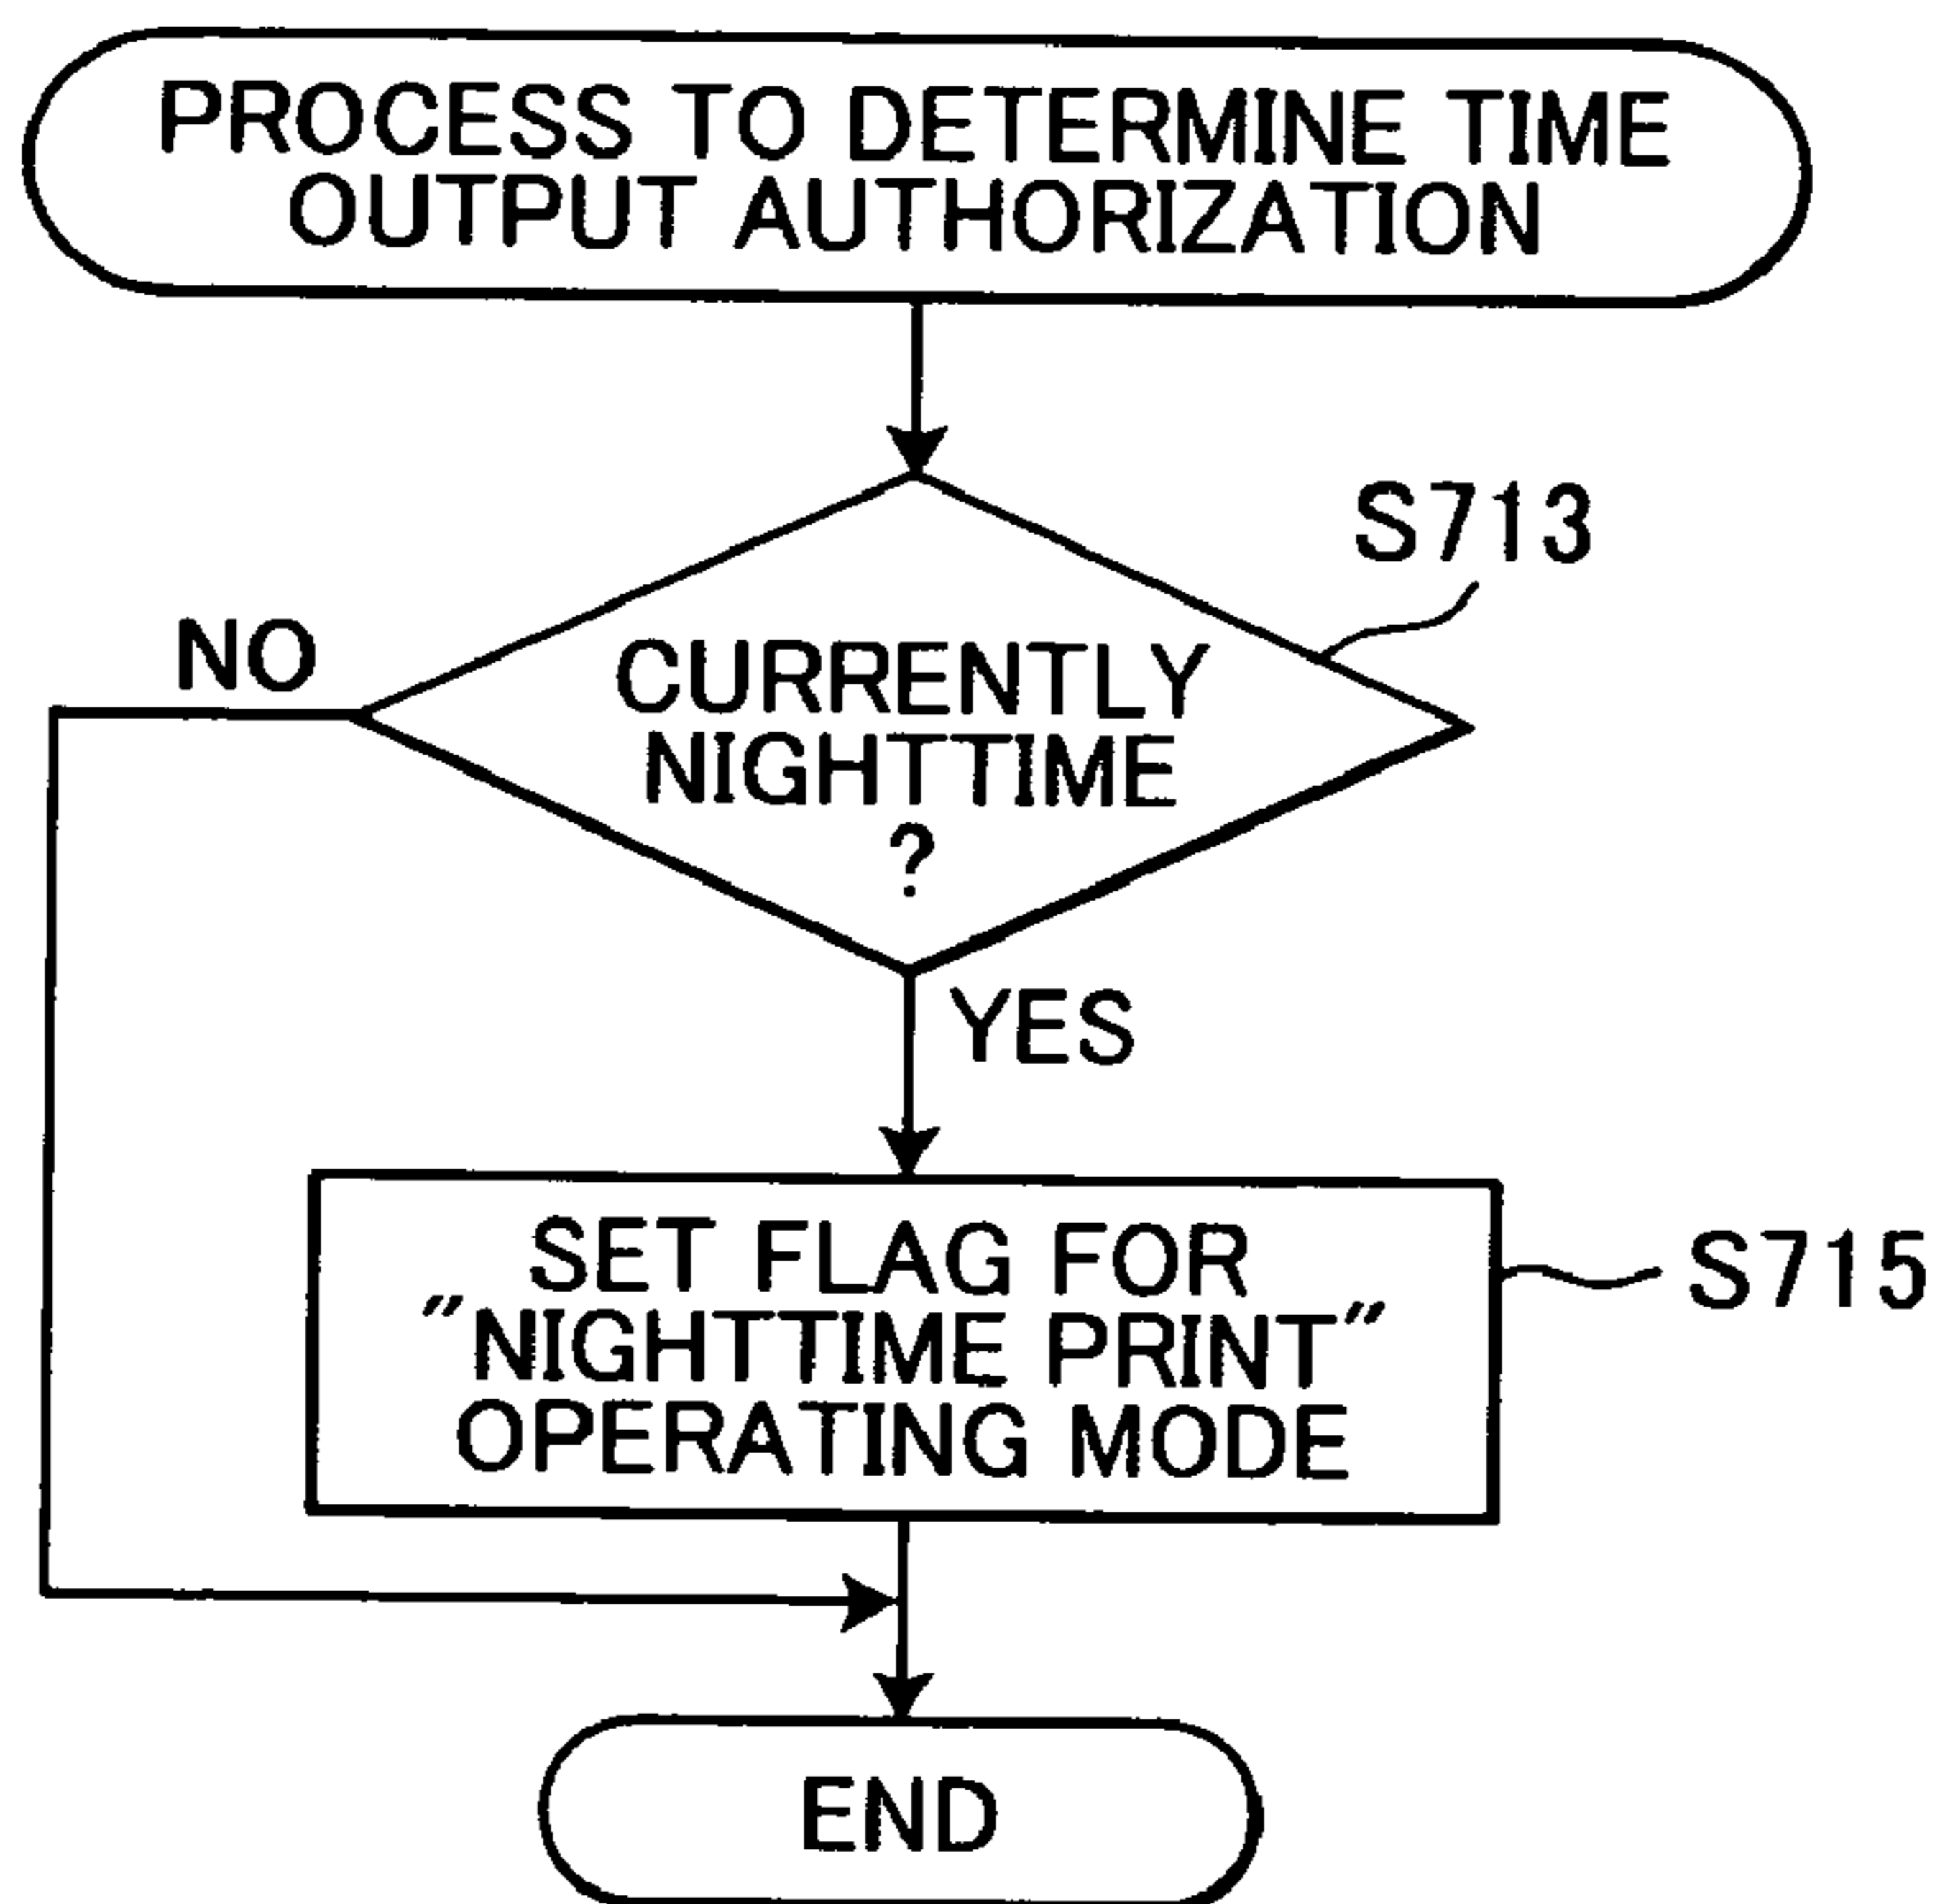 PROCESS TO DETERMINE TIME
OUTPUT AUTHORIZATION
S713
NO
CURRENTLY
NIGHTTIME
?
YES
SET FLAG FOR
"NIGHTTIME PRINT"
OPERATING MODE
S715
END